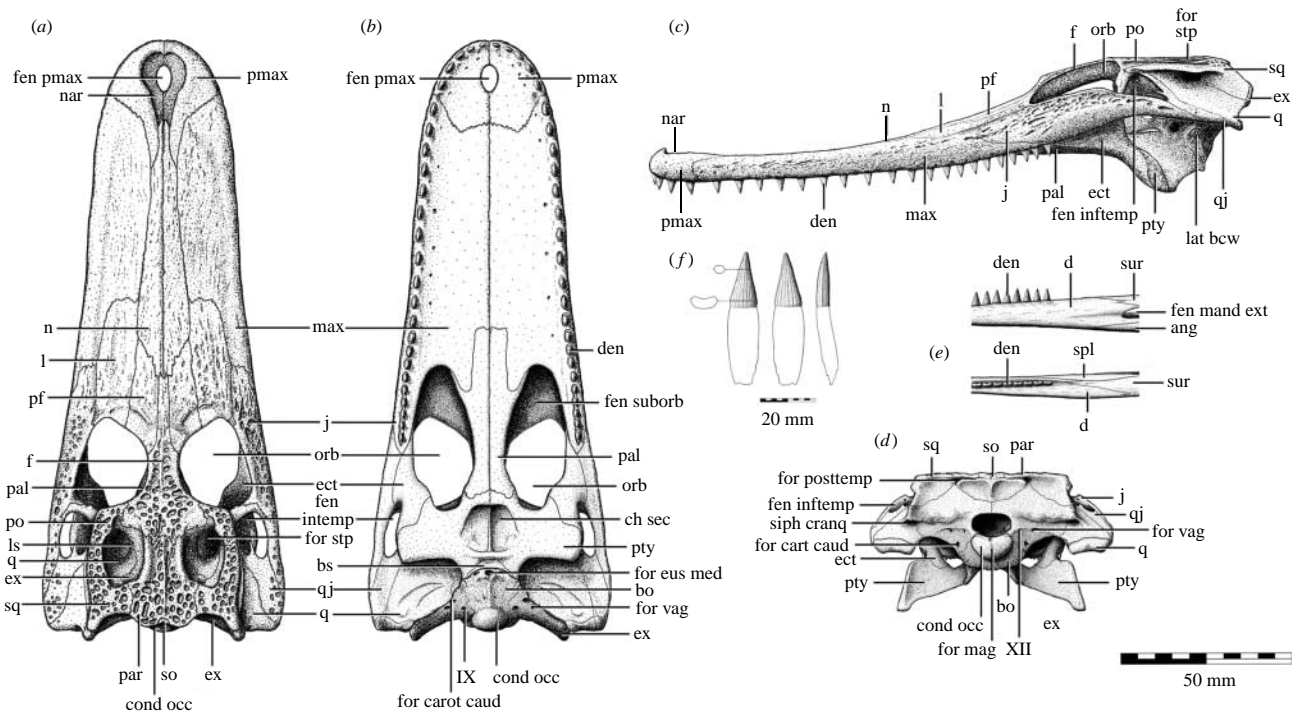 (a)
fen pmax
nar
pmax
n
l
pf
f
pal
po
ls
q
ex
sq
par
so
ex
cond occ
max
j
orb
ect
fen
intemp
for stp
qj
q
(b)
fen pmax
pmax
den
fen suborb
pal
orb
ch sec
pty
bs
for eus med
bo
for vag
ex
IX
cond occ
for carot caud
(c)
nar
n
l
pf
f
orb
po
for
stp
sq
ex
q
qj
lat bcw
pty
fen inftemp
ect
pal
j
max
den
pmax
(f)
20 mm
den
d
sur
fen mand ext
ang
(e)
den
spl
sur
d
(d)
sq
so
par
for posttemp
fen inftemp
siph cranq
for cart caud
ect
pty
j
qj
for vag
q
pty
bo
ex
cond occ
for mag
XII
50 mm